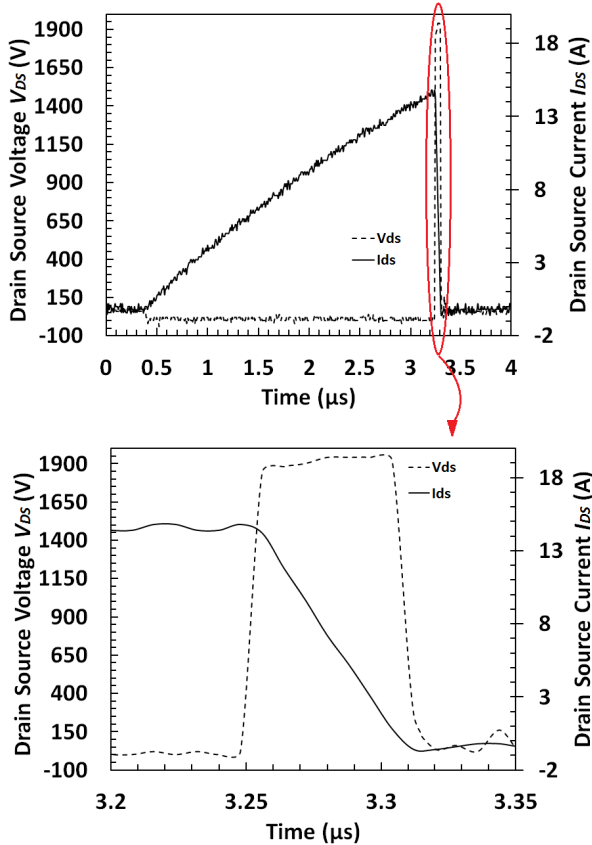 Drain Source Voltage VDS (V)
1900
1650
1400
1150
900
650
400
150
-100
18
13
8
3
-2
Drain Source Current IDS (A)
Vds
Ids
0 0.5 1 1.5 2 2.5 3 3.5 4
Time (µs)
Drain Source Voltage VDS (V)
1900
1650
1400
1150
900
650
400
150
-100
18
13
8
3
-2
Drain Source Current IDS (A)
Vds
Ids
3.2 3.25 3.3 3.35
Time (µs)